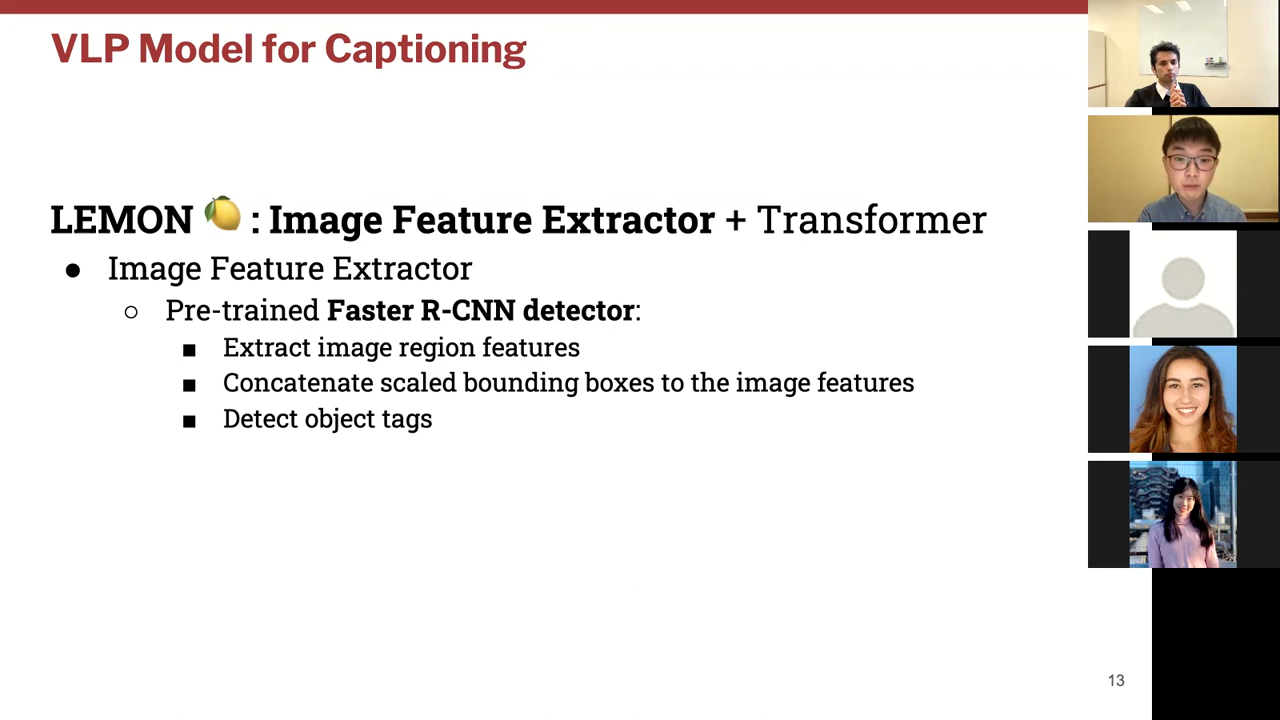 VLP Model for Captioning
LEMON 🍋 : Image Feature Extractor + Transformer
● Image Feature Extractor
○ Pre-trained Faster R-CNN detector:
■ Extract image region features
■ Concatenate scaled bounding boxes to the image features
■ Detect object tags
13